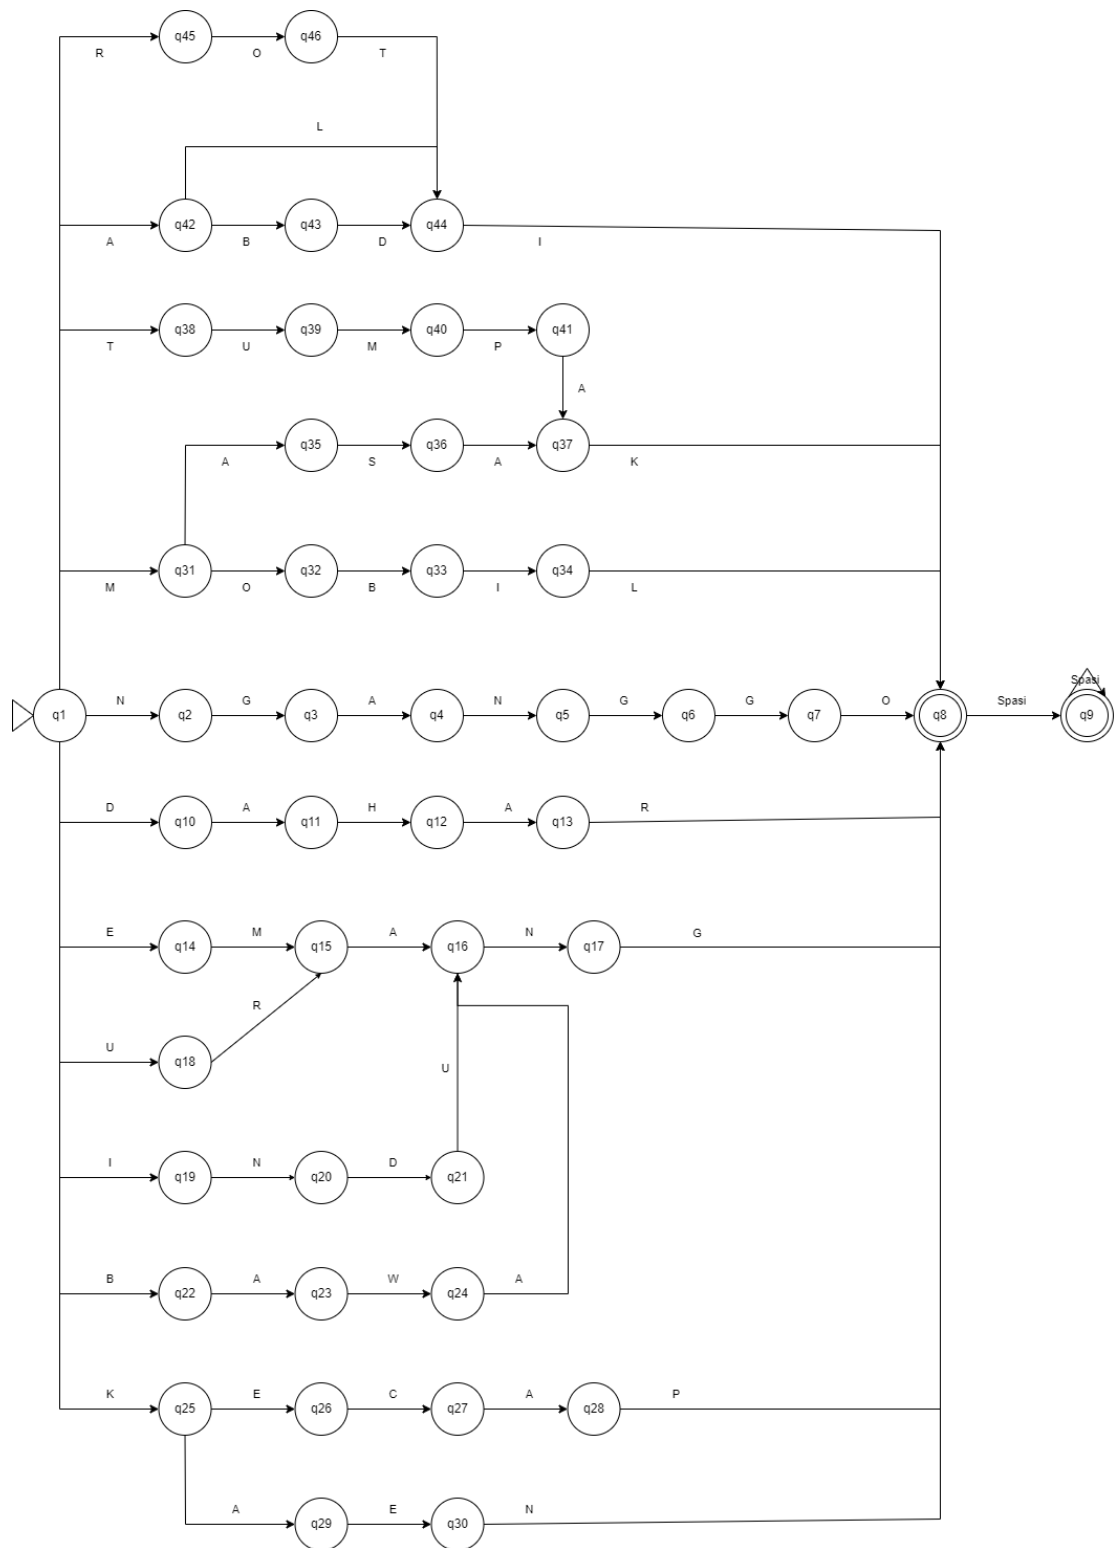 q45 q46
R O T
L
q42 q43 q44
A B D I
q38 q39 q40 q41
T U M P
A
q35 q36 q37
A S A K
q31 q32 q33 q34
M O B I L
Spasi
N G A N G G O Spasi
q1 q2 q3 q4 q5 q6 q7 q8 q9
D A H A R
q10 q11 q12 q13
E M A N G
q14 q15 q16 q17
R
U
q18
U
I N D
q19 q20 q21
B A W A
q22 q23 q24
K E C A P
q25 q26 q27 q28
A E N
q29 q30